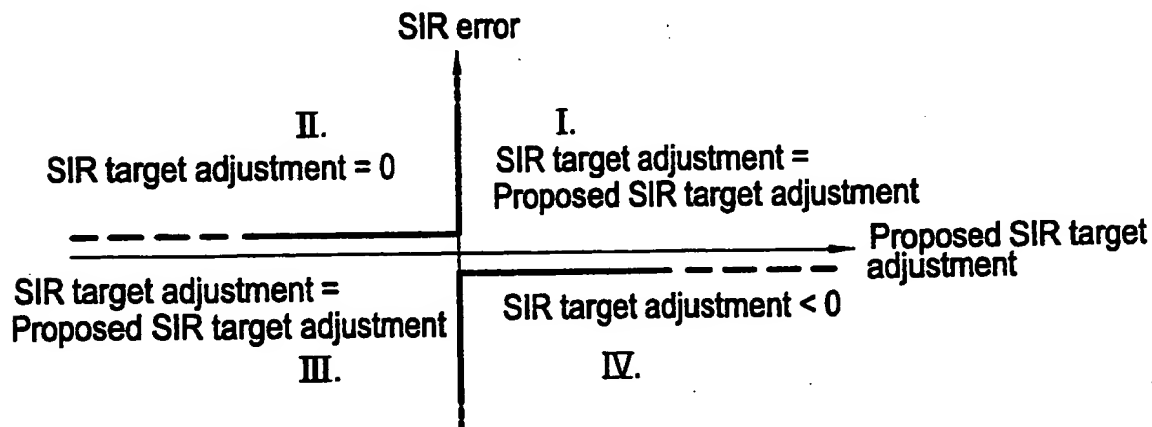 SIR error
II.
SIR target adjustment = 0
I.
SIR target adjustment =
Proposed SIR target adjustment
Proposed SIR target
adjustment
SIR target adjustment =
Proposed SIR target adjustment
III.
SIR target adjustment < 0
IV.